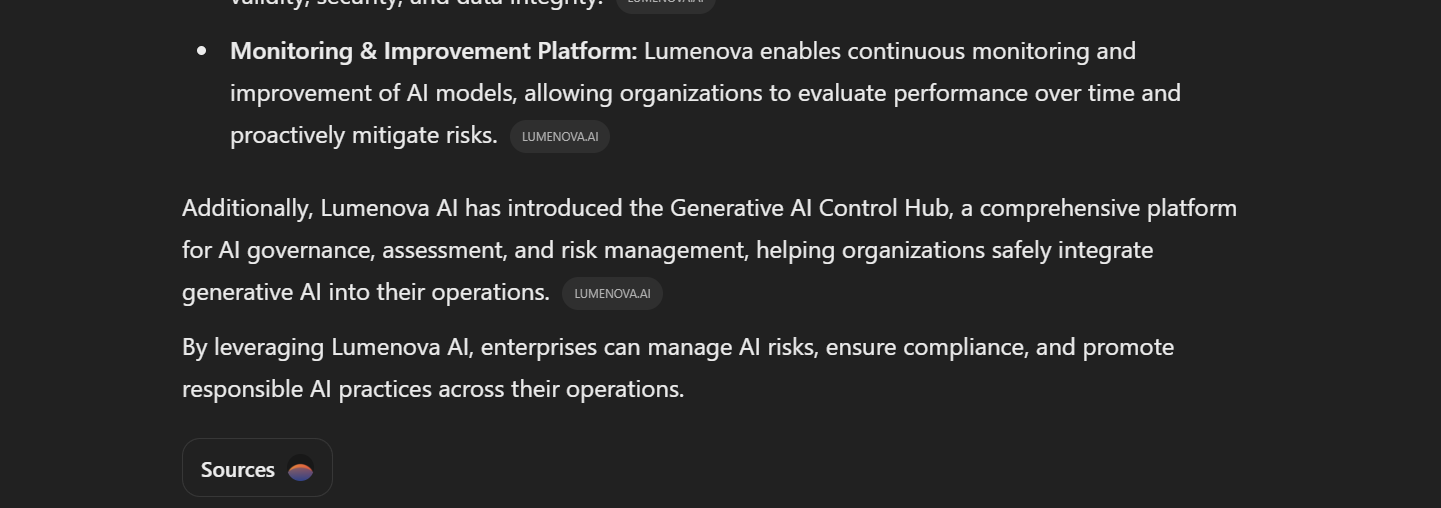 validity, security, and data integrity. LUMENOVA.AI
• Monitoring & Improvement Platform: Lumenova enables continuous monitoring and
improvement of AI models, allowing organizations to evaluate performance over time and
proactively mitigate risks. LUMENOVA.AI
Additionally, Lumenova AI has introduced the Generative AI Control Hub, a comprehensive platform
for AI governance, assessment, and risk management, helping organizations safely integrate
generative AI into their operations. LUMENOVA.AI
By leveraging Lumenova AI, enterprises can manage AI risks, ensure compliance, and promote
responsible AI practices across their operations.
Sources